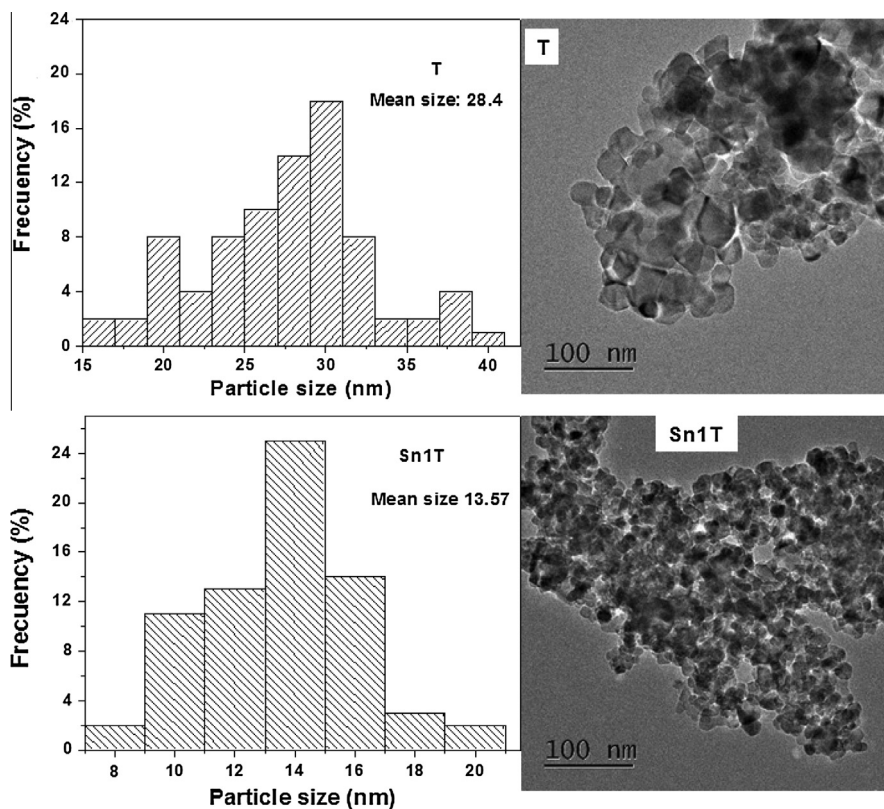 24
20
16
12
8
4
0
Frecuency (%)
T
Mean size: 28.4
15 20 25 30 35 40
Particle size (nm)
T
100 nm
24
20
16
12
8
4
0
Frecuency (%)
Sn1T
Mean size 13.57
8 10 12 14 16 18 20
Particle size (nm)
Sn1T
100 nm